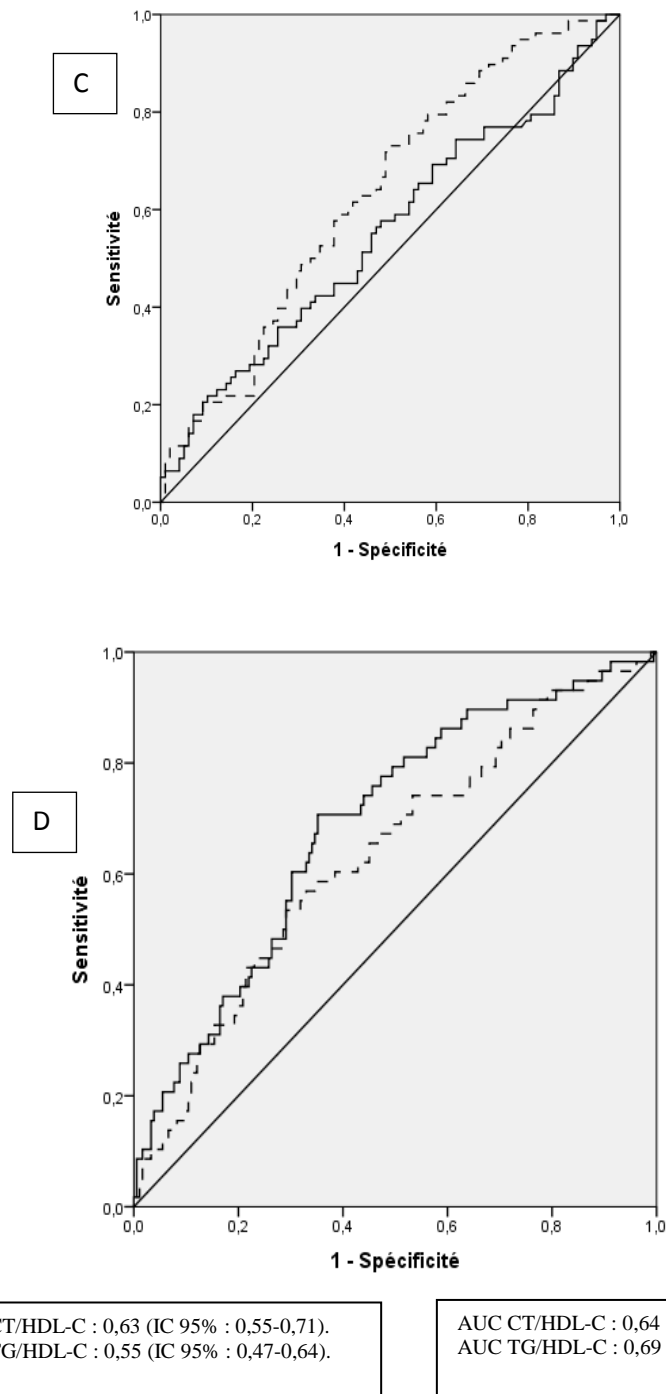 C
1,0
0,8
0,6
0,4
0,2
0,0
Sensitivité
0,0 0,2 0,4 0,6 0,8 1,0
1 - Spécificité
D
1,0
0,8
0,6
0,4
0,2
0,0
Sensitivité
0,0 0,2 0,4 0,6 0,8 1,0
1 - Spécificité
CT/HDL-C : 0,63 (IC 95% : 0,55-0,71).
TG/HDL-C : 0,55 (IC 95% : 0,47-0,64).
AUC CT/HDL-C : 0,64
AUC TG/HDL-C : 0,69